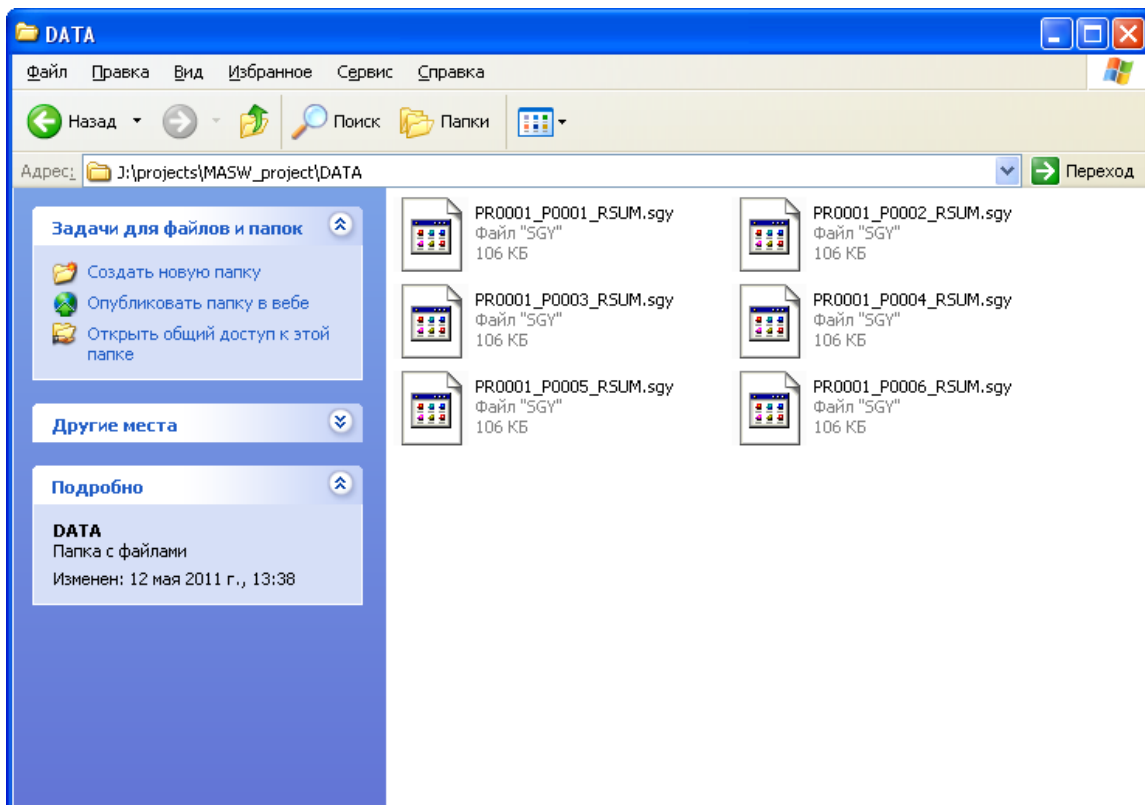 DATA
Файл Правка Вид Избранное Сервис Справка
Назад Поиск Папки
Адрес: J:\projects\MASW_project\DATA Переход
Задачи для файлов и папок
Создать новую папку
Опубликовать папку в вебе
Открыть общий доступ к этой
папке
Другие места
Подробно
DATA
Папка с файлами
Изменен: 12 мая 2011 г., 13:38
PR0001_P0001_RSUM.sgy
Файл "SGY"
106 КБ
PR0001_P0002_RSUM.sgy
Файл "SGY"
106 КБ
PR0001_P0003_RSUM.sgy
Файл "SGY"
106 КБ
PR0001_P0004_RSUM.sgy
Файл "SGY"
106 КБ
PR0001_P0005_RSUM.sgy
Файл "SGY"
106 КБ
PR0001_P0006_RSUM.sgy
Файл "SGY"
106 КБ